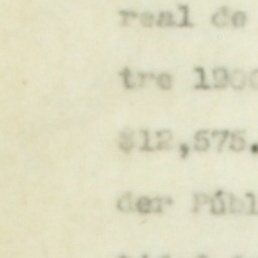 real de
tre 1900
$12,575.
der Públ